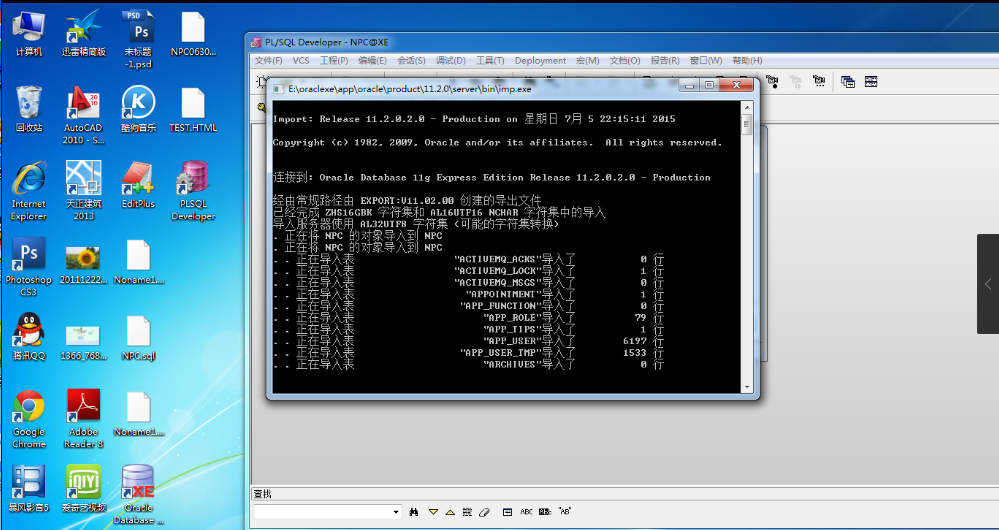 计算机
迅雷精简版
未标题
-1.psd
NPC0630...
回收站
AutoCAD
2010 - S...
酷狗音乐
TEST.HTML
Internet
Explorer
天正建筑
2013
EditPlus
PLSQL
Developer
Photoshop
CS3
20111222...
Noname1...
腾讯QQ
1366_768...
NPC.sql
Google
Chrome
Adobe
Reader 8
Noname1...
暴风影音5
爱奇艺视频
Oracle
Database ...
PL/SQL Developer - NPC@XE
文件(F) VCS 工程(P) 编辑(E) 会话(S) 调试(D) 工具(T) Deployment 宏(M) 文档(O) 报告(R) 窗口(W) 帮助(H)
E:\oraclexe\app\oracle\product\11.2.0\server\bin\imp.exe
Import: Release 11.2.0.2.0 - Production on 星期日 7月 5 22:15:11 2015
Copyright (c) 1982, 2009, Oracle and/or its affiliates. All rights reserved.
连接到: Oracle Database 11g Express Edition Release 11.2.0.2.0 - Production
经由常规路径由 EXPORT:V11.02.00 创建的导出文件
已经完成 ZHS16GBK 字符集和 AL16UTF16 NCHAR 字符集中的导入
导入服务器使用 AL32UTF8 字符集 (可能的字符集转换)
. 正在将 NPC 的对象导入到 NPC
. 正在将 NPC 的对象导入到 NPC
. . 正在导入表 "ACTIVEMQ_ACKS"导入了 0 行
. . 正在导入表 "ACTIVEMQ_LOCK"导入了 1 行
. . 正在导入表 "ACTIVEMQ_MSGS"导入了 0 行
. . 正在导入表 "APPOINTMENT"导入了 1 行
. . 正在导入表 "APP_FUNCTION"导入了 0 行
. . 正在导入表 "APP_ROLE"导入了 79 行
. . 正在导入表 "APP_TIPS"导入了 1 行
. . 正在导入表 "APP_USER"导入了 6197 行
. . 正在导入表 "APP_USER_TMP"导入了 1533 行
. . 正在导入表 "ARCHIVES"导入了 0 行
查找
ABC "AB"